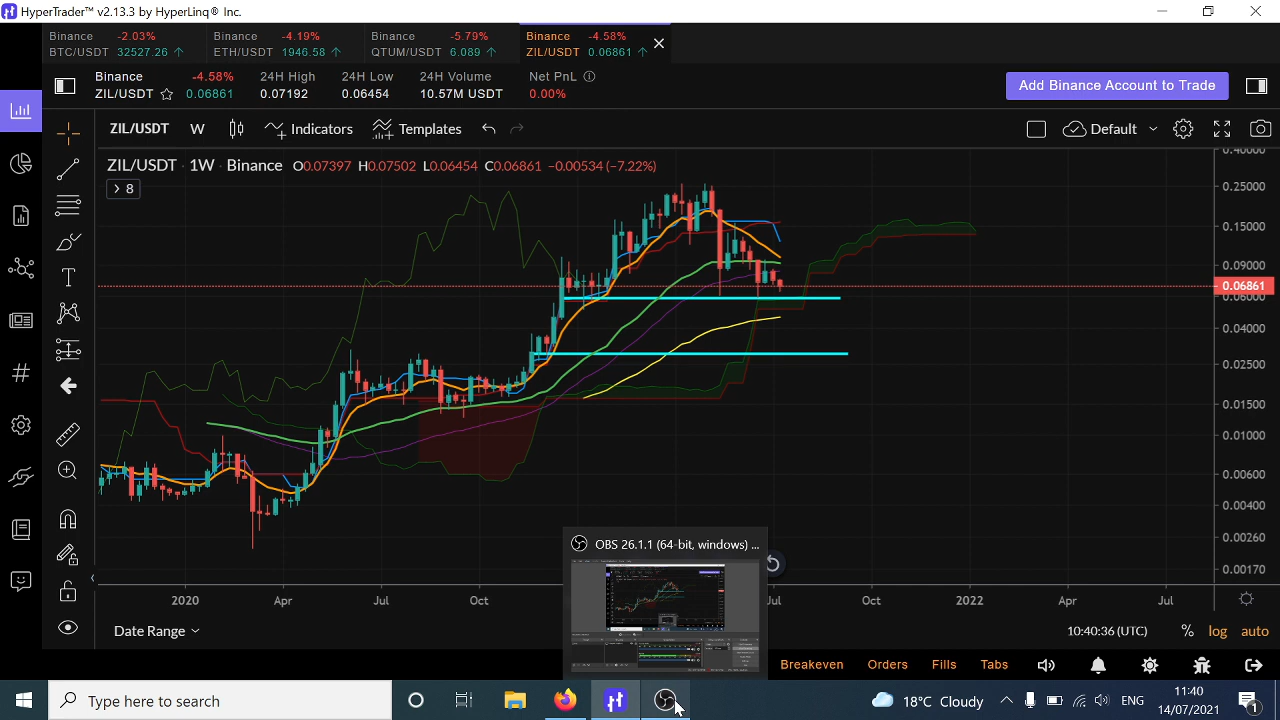 HyperTrader™ v2.13.3 by HyperLinq® Inc.
Binance -2.03%
BTC/USDT 32527.26 ↑
Binance -4.19%
ETH/USDT 1946.58 ↑
Binance -5.79%
QTUM/USDT 6.089 ↑
Binance -4.58%
ZIL/USDT 0.06861 ↑
Binance -4.58% 24H High 24H Low 24H Volume Net PnL
ZIL/USDT 0.06861 0.07192 0.06454 10.57M USDT 0.00%
Add Binance Account to Trade
ZIL/USDT W Indicators Templates Default
ZIL/USDT · 1W · Binance O0.07397 H0.07502 L0.06454 C0.06861 −0.00534 (−7.22%)
8
0.40000
0.25000
0.15000
0.09000
0.06861
0.06000
0.04000
0.02500
0.01500
0.01000
0.00600
0.00400
0.00260
0.00170
OBS 26.1.1 (64-bit, windows) ...
2020 Apr Jul Oct Jul Oct 2022 Apr Jul
Date Range
% log auto
Breakeven Orders Fills Tabs
Type here to search
18°C Cloudy ENG
11:40
14/07/2021
1